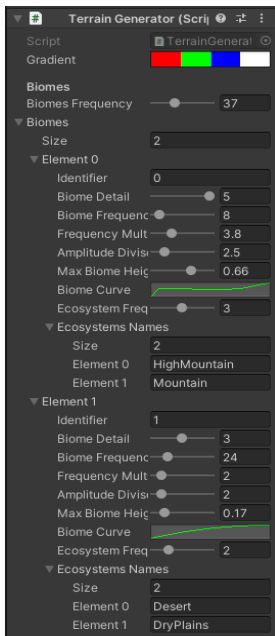 # Terrain Generator (Scrip
Script TerrainGenerat
Gradient
Biomes
Biomes Frequency 37
Biomes
Size 2
Element 0
Identifier 0
Biome Detail 5
Biome Frequenc 8
Frequency Mult 3.8
Amplitude Divis 2.5
Max Biome Heig 0.66
Biome Curve
Ecosystem Freq 3
Ecosystems Names
Size 2
Element 0 HighMountain
Element 1 Mountain
Element 1
Identifier 1
Biome Detail 3
Biome Frequenc 24
Frequency Mult 2
Amplitude Divis 2
Max Biome Heig 0.17
Biome Curve
Ecosystem Freq 2
Ecosystems Names
Size 2
Element 0 Desert
Element 1 DryPlains